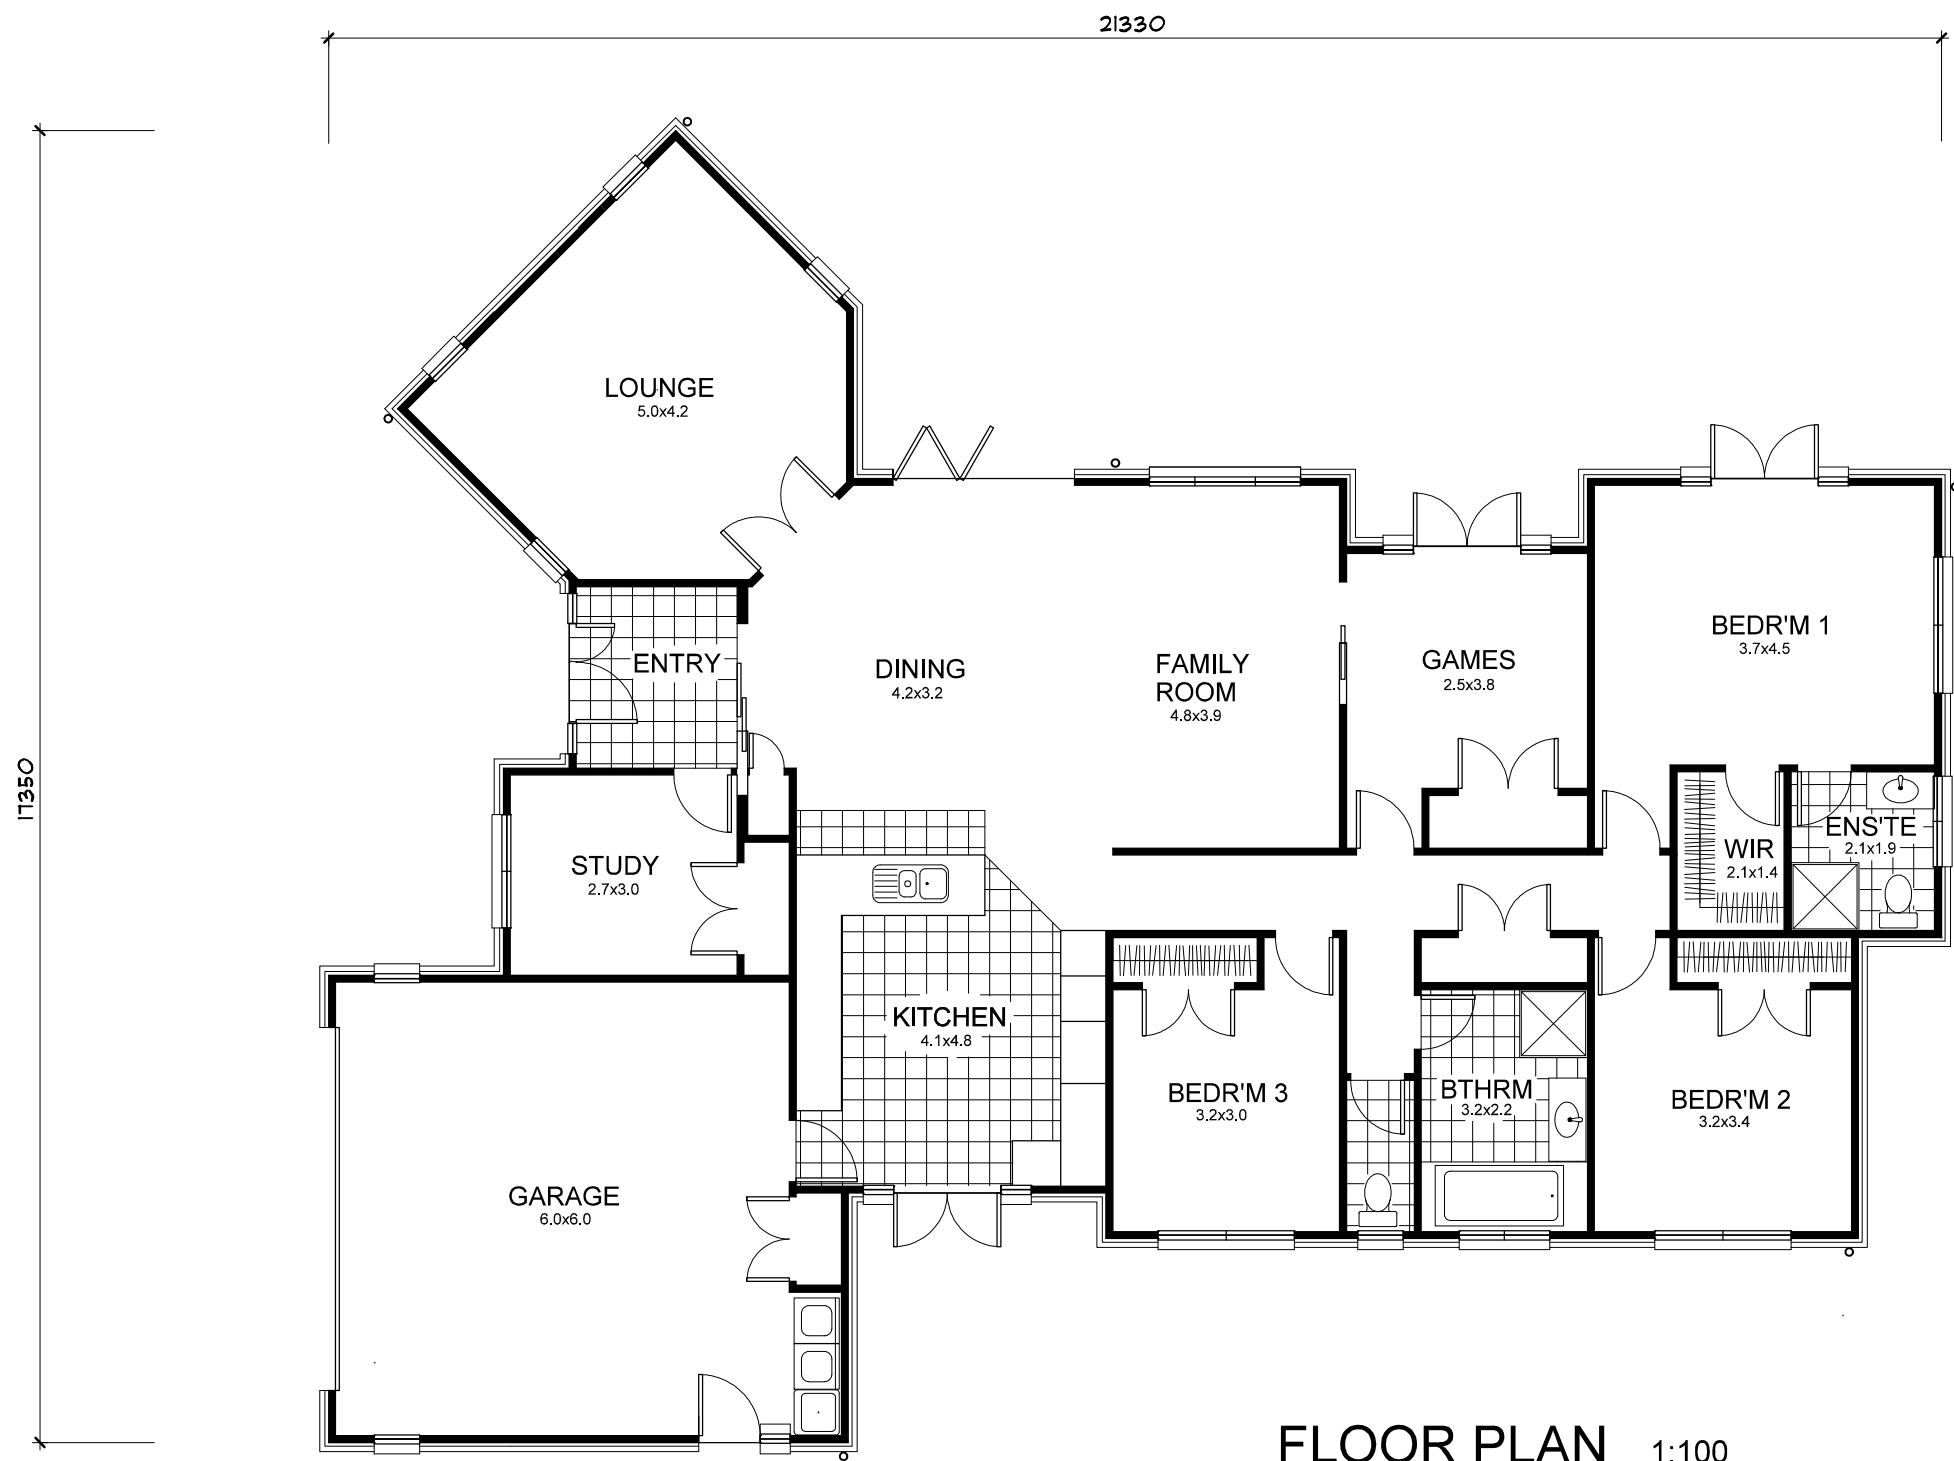 21330
17350
LOUNGE
5.0x4.2
ENTRY
DINING
4.2x3.2
FAMILY
ROOM
4.8x3.9
GAMES
2.5x3.8
BEDR'M 1
3.7x4.5
STUDY
2.7x3.0
WIR
2.1x1.4
ENS'TE
2.1x1.9
KITCHEN
4.1x4.8
BEDR'M 3
3.2x3.0
BTHRM
3.2x2.2
BEDR'M 2
3.2x3.4
GARAGE
6.0x6.0
FLOOR PLAN 1:100